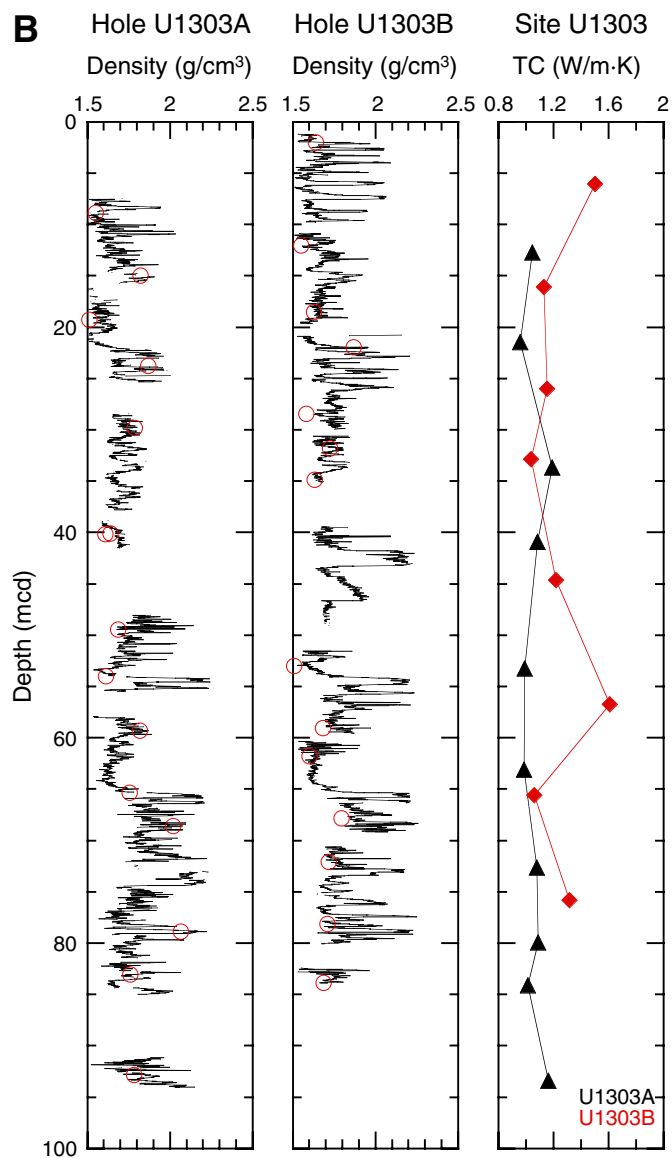 B
Hole U1303A
Hole U1303B
Site U1303
Density (g/cm³)
Density (g/cm³)
TC (W/m·K)
1.5 2 2.5
1.5 2 2.5
0.8 1.2 1.6 2
0
20
40
60
80
100
Depth (mcd)
U1303A
U1303B